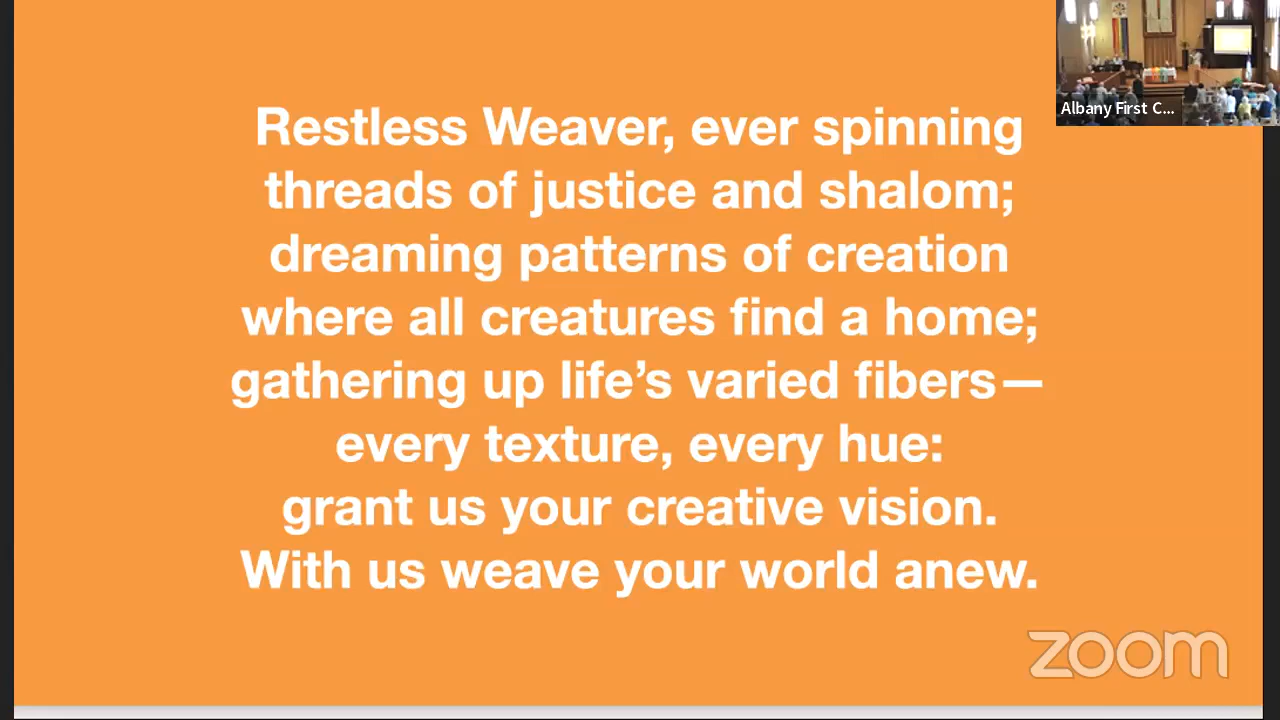 Albany First C...
Restless Weaver, ever spinning
threads of justice and shalom;
dreaming patterns of creation
where all creatures find a home;
gathering up life's varied fibers—
every texture, every hue:
grant us your creative vision.
With us weave your world anew.
zoom